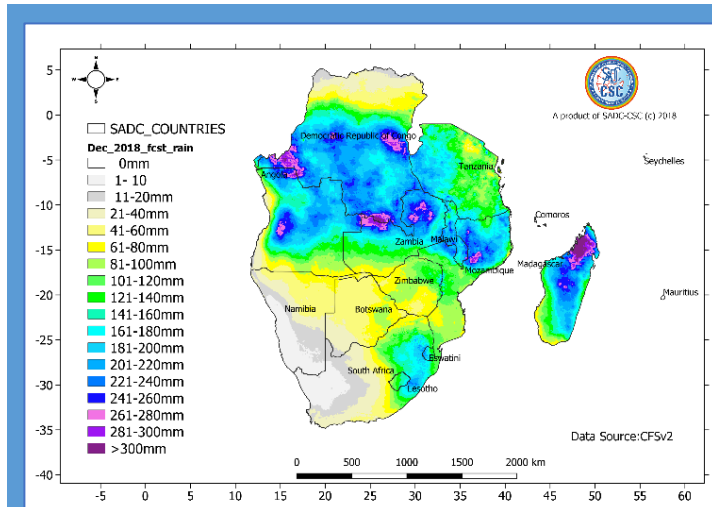 N
W
E
S
SADC
CSC
A product of SADC-CSC (c) 2018
SADC_COUNTRIES
Dec_2018_fcst_rain
0mm
1- 10
11-20mm
21-40mm
41-60mm
61-80mm
81-100mm
101-120mm
121-140mm
141-160mm
161-180mm
181-200mm
201-220mm
221-240mm
241-260mm
261-280mm
281-300mm
>300mm
Democratic Republic of Congo
Angola
Tanzania
Seychelles
Comoros
Zambia
Malawi
Mozambique
Madagascar
Mauritius
Zimbabwe
Namibia
Botswana
Eswatini
South Africa
Lesotho
Data Source:CFSv2
0 500 1000 1500 2000 km
5
0
-5
-10
-15
-20
-25
-30
-35
-40
-5 0 5 10 15 20 25 30 35 40 45 50 55 60